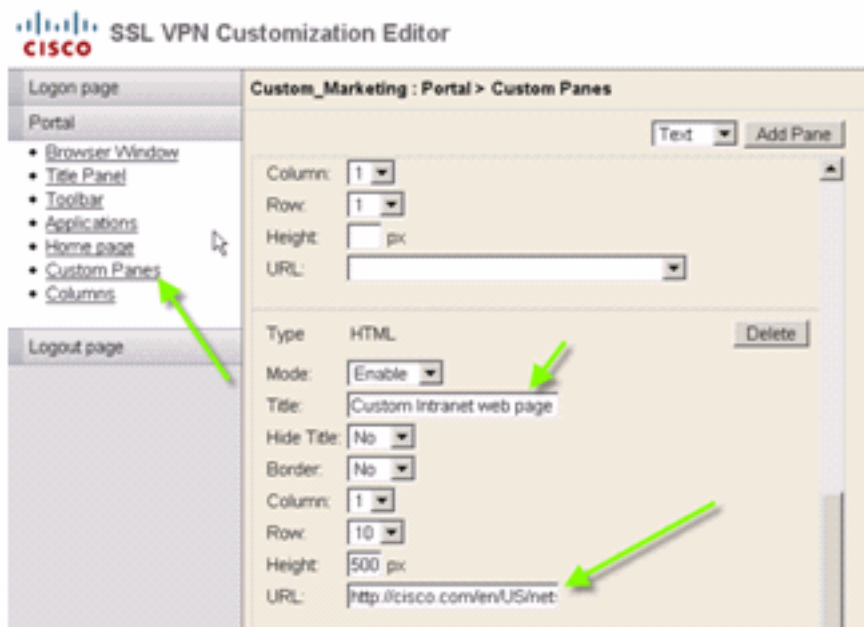 CISCO SSL VPN Customization Editor
Logon page
Portal
• Browser Window
• Title Panel
• Toolbar
• Applications
• Home page
• Custom Panes
• Columns
Logout page
Custom_Marketing : Portal > Custom Panes
Text Add Pane
Column: 1
Row: 1
Height: px
URL:
Type HTML Delete
Mode: Enable
Title: Custom Intranet web page
Hide Title: No
Border: No
Column: 1
Row: 10
Height: 500 px
URL: http://cisco.com/en/US/net